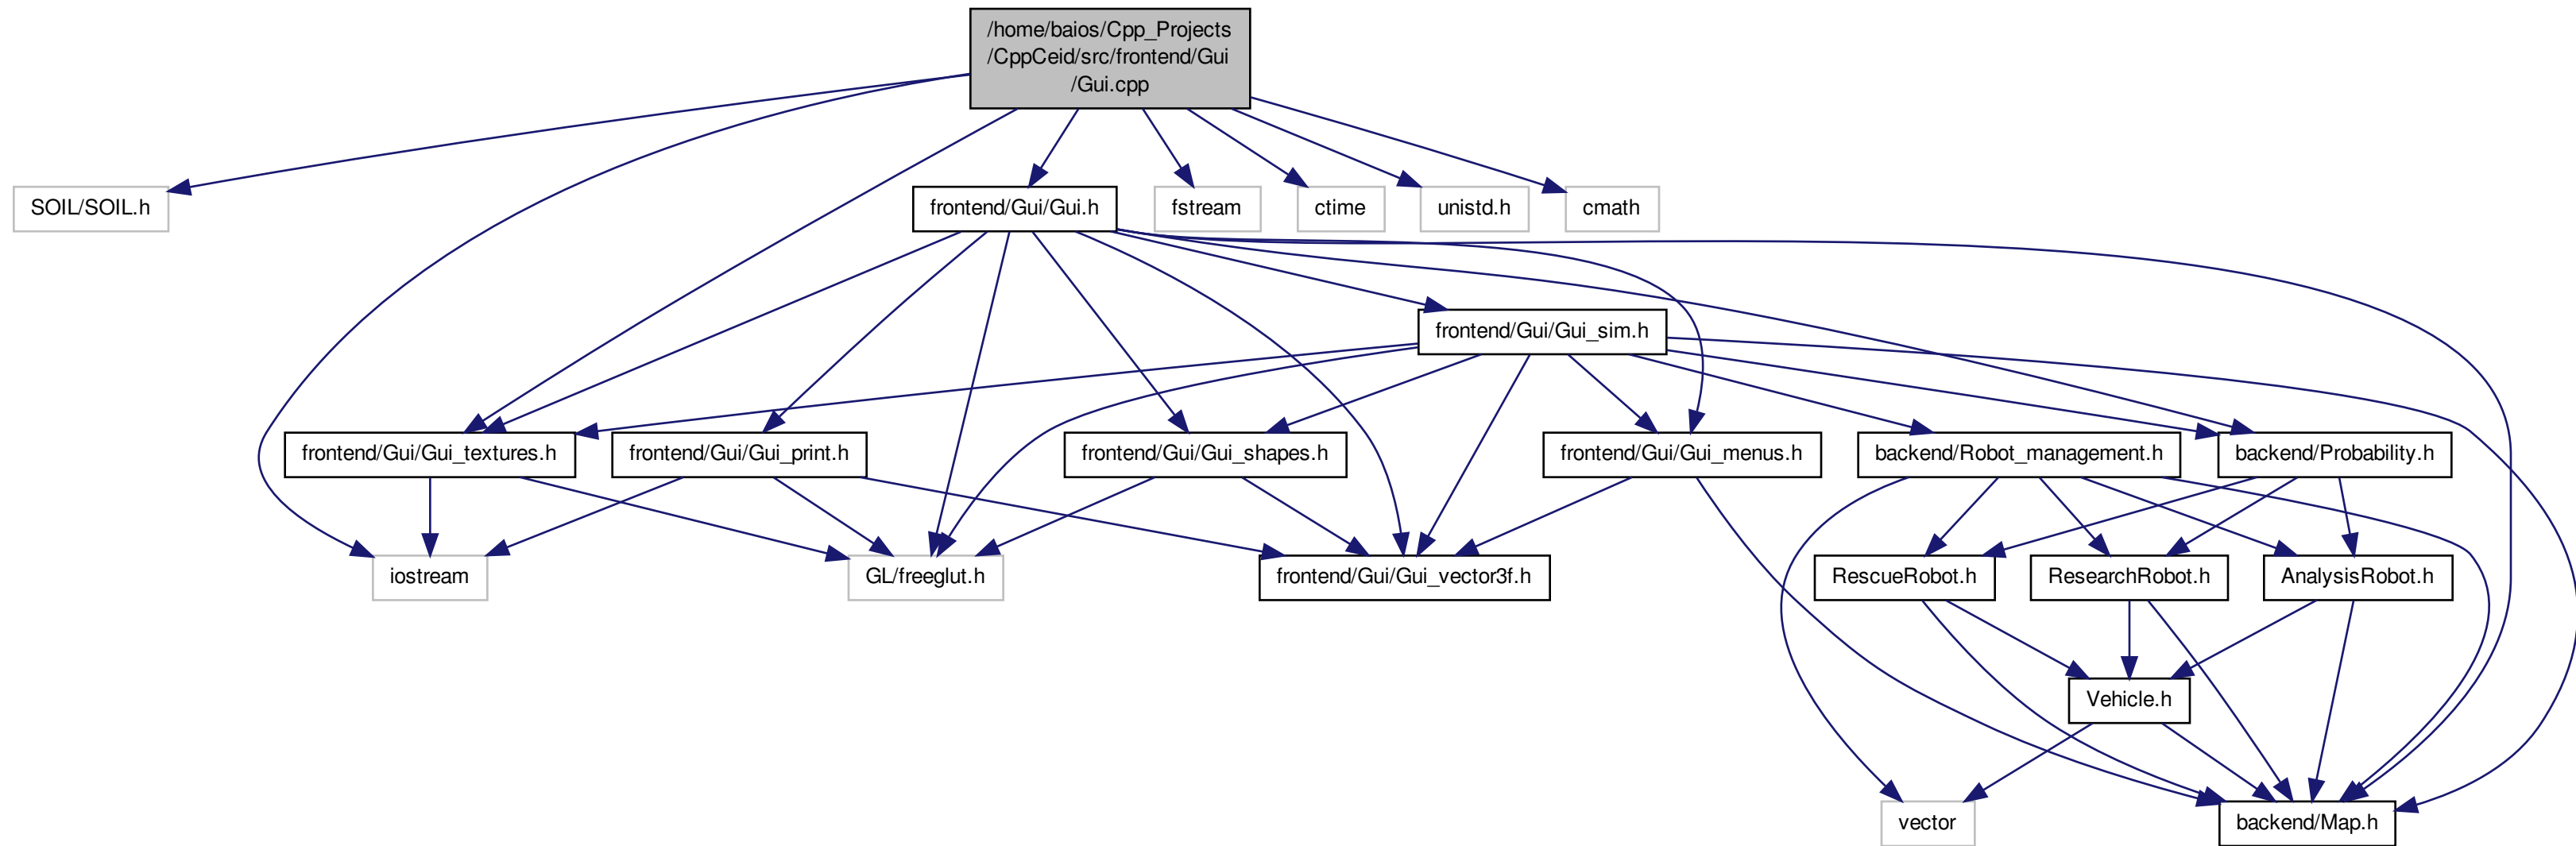 /home/baios/Cpp_Projects
/CppCeid/src/frontend/Gui
/Gui.cpp
SOIL/SOIL.h
frontend/Gui/Gui.h
fstream
ctime
unistd.h
cmath
frontend/Gui/Gui_sim.h
frontend/Gui/Gui_textures.h
frontend/Gui/Gui_print.h
frontend/Gui/Gui_shapes.h
frontend/Gui/Gui_menus.h
backend/Robot_management.h
backend/Probability.h
iostream
GL/freeglut.h
frontend/Gui/Gui_vector3f.h
RescueRobot.h
ResearchRobot.h
AnalysisRobot.h
Vehicle.h
vector
backend/Map.h